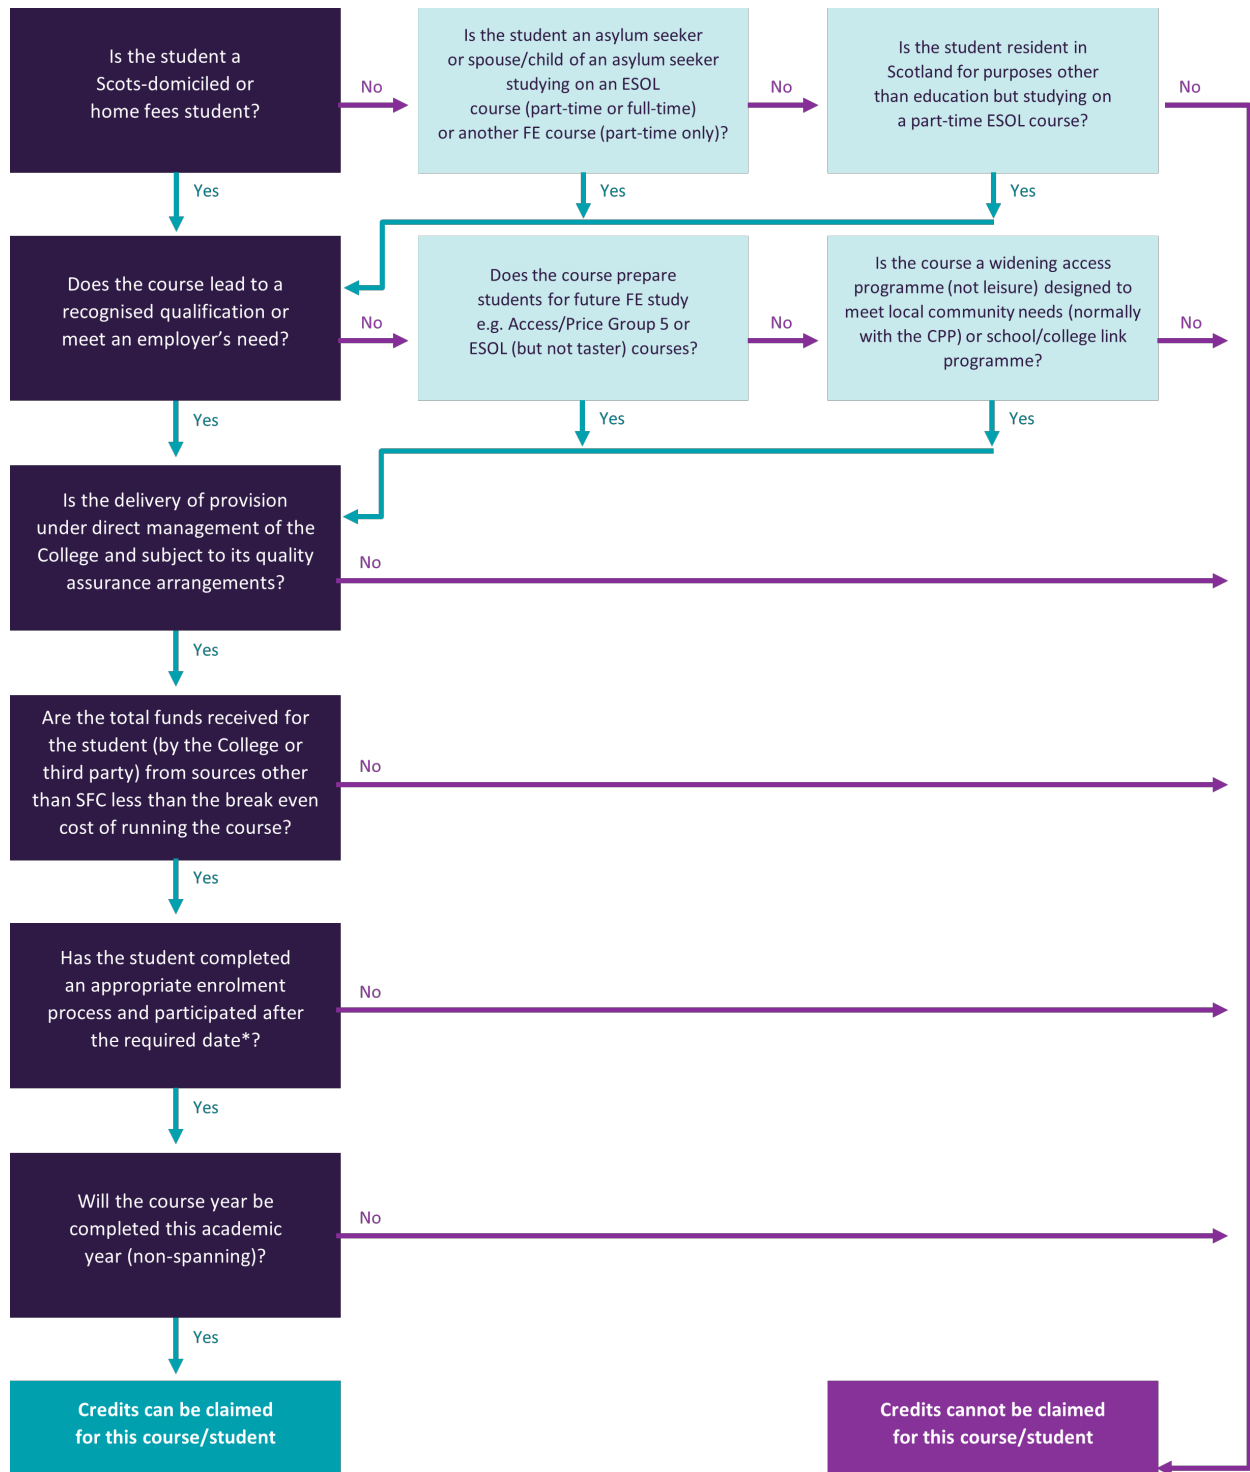 Is the student a
Scots-domiciled or
home fees student?
No
Is the student an asylum seeker
or spouse/child of an asylum seeker
studying on an ESOL
course (part-time or full-time)
or another FE course (part-time only)?
No
Is the student resident in
Scotland for purposes other
than education but studying on
a part-time ESOL course?
No
Yes
Yes
Yes
Does the course lead to a
recognised qualification or
meet an employer's need?
No
Does the course prepare
students for future FE study
e.g. Access/Price Group 5 or
ESOL (but not taster) courses?
No
Is the course a widening access
programme (not leisure) designed to
meet local community needs (normally
with the CPP) or school/college link
programme?
No
Yes
Yes
Yes
Is the delivery of provision
under direct management of the
College and subject to its quality
assurance arrangements?
No
Yes
Are the total funds received for
the student (by the College or
third party) from sources other
than SFC less than the break even
cost of running the course?
No
Yes
Has the student completed
an appropriate enrolment
process and participated after
the required date*?
No
Yes
Will the course year be
completed this academic
year (non-spanning)?
No
Yes
Credits can be claimed
for this course/student
Credits cannot be claimed
for this course/student